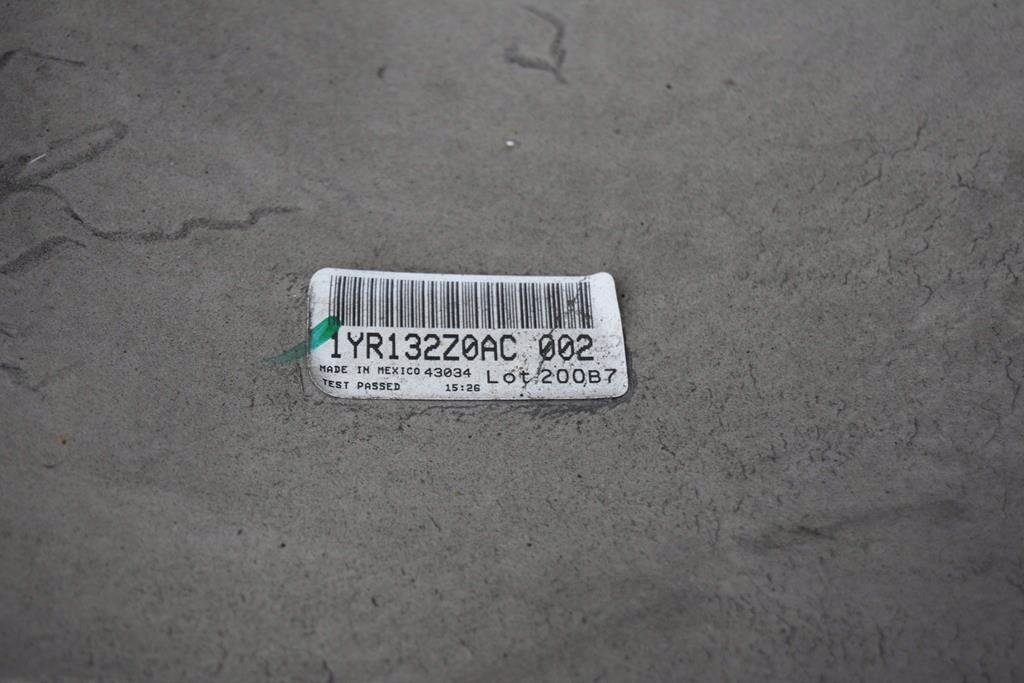 1YR132Z0AC 002
MADE IN MEXICO 43034 Lot 200B7
TEST PASSED 15:26